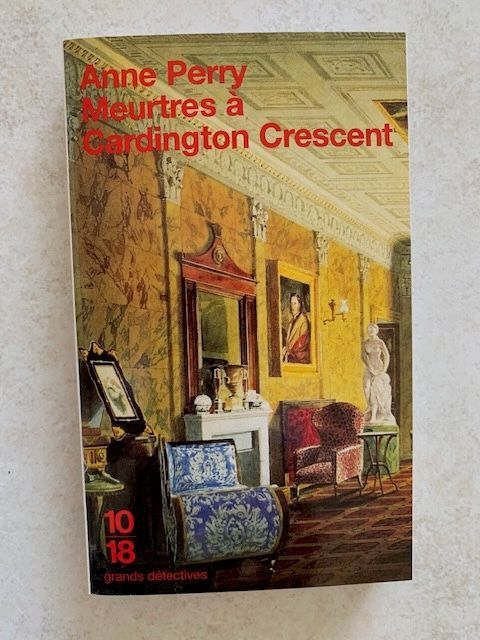 Anne Perry
Meurtres à
Cardington Crescent
10
18
grands détectives